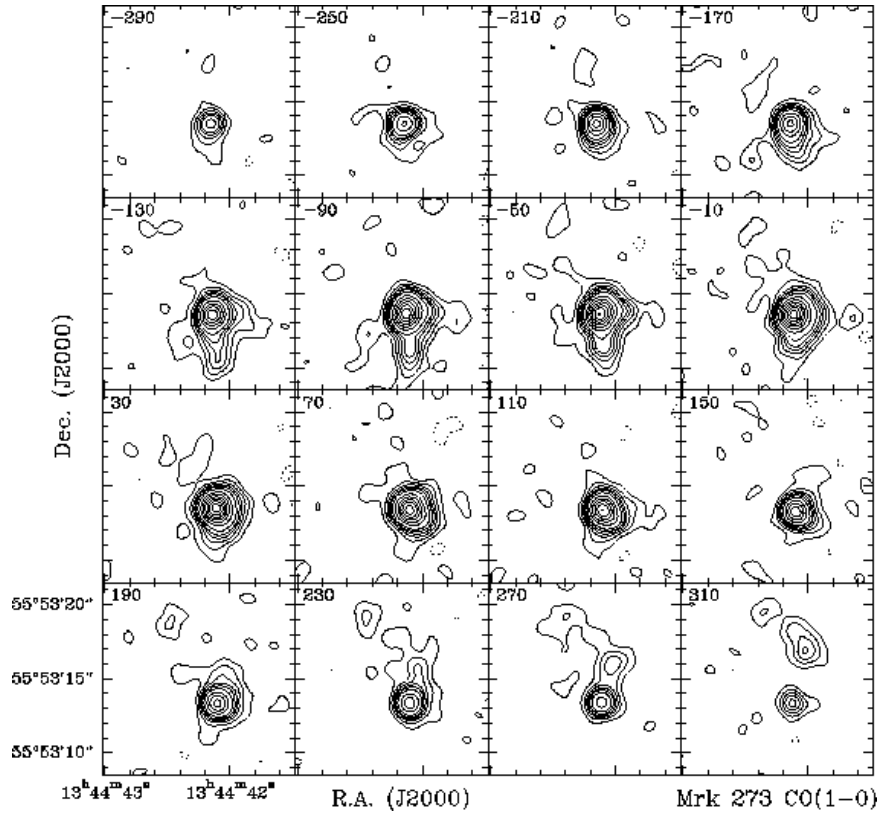 −290 −250 −210 −170
−130 −90 −50 −10
30 70 110 150
190 230 270 310
Dec. (J2000)
55°53'20"
55°53'15"
55°53'10"
13ʰ44ᵐ43ˢ 13ʰ44ᵐ42ˢ
R.A. (J2000)
Mrk 273 CO(1−0)